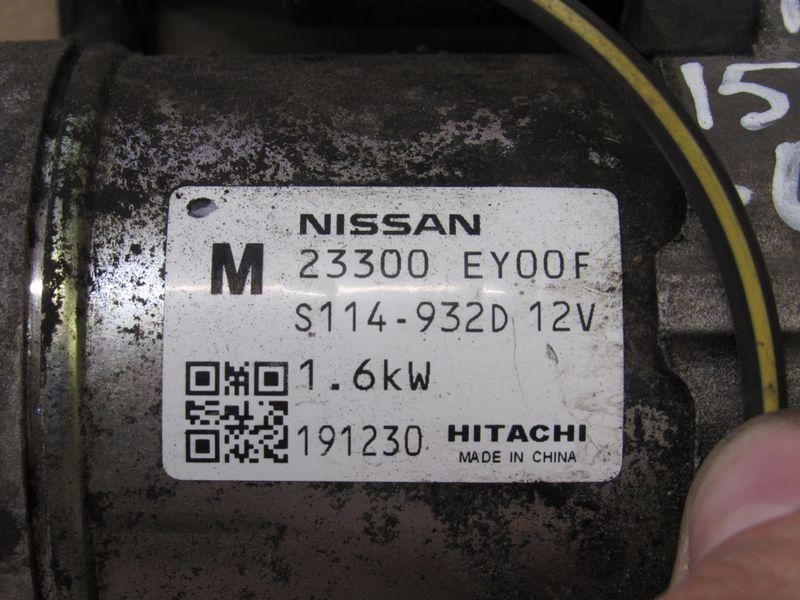 15
NISSAN
M 23300 EY00F
S114-932D 12V
1.6kW
191230 HITACHI
MADE IN CHINA